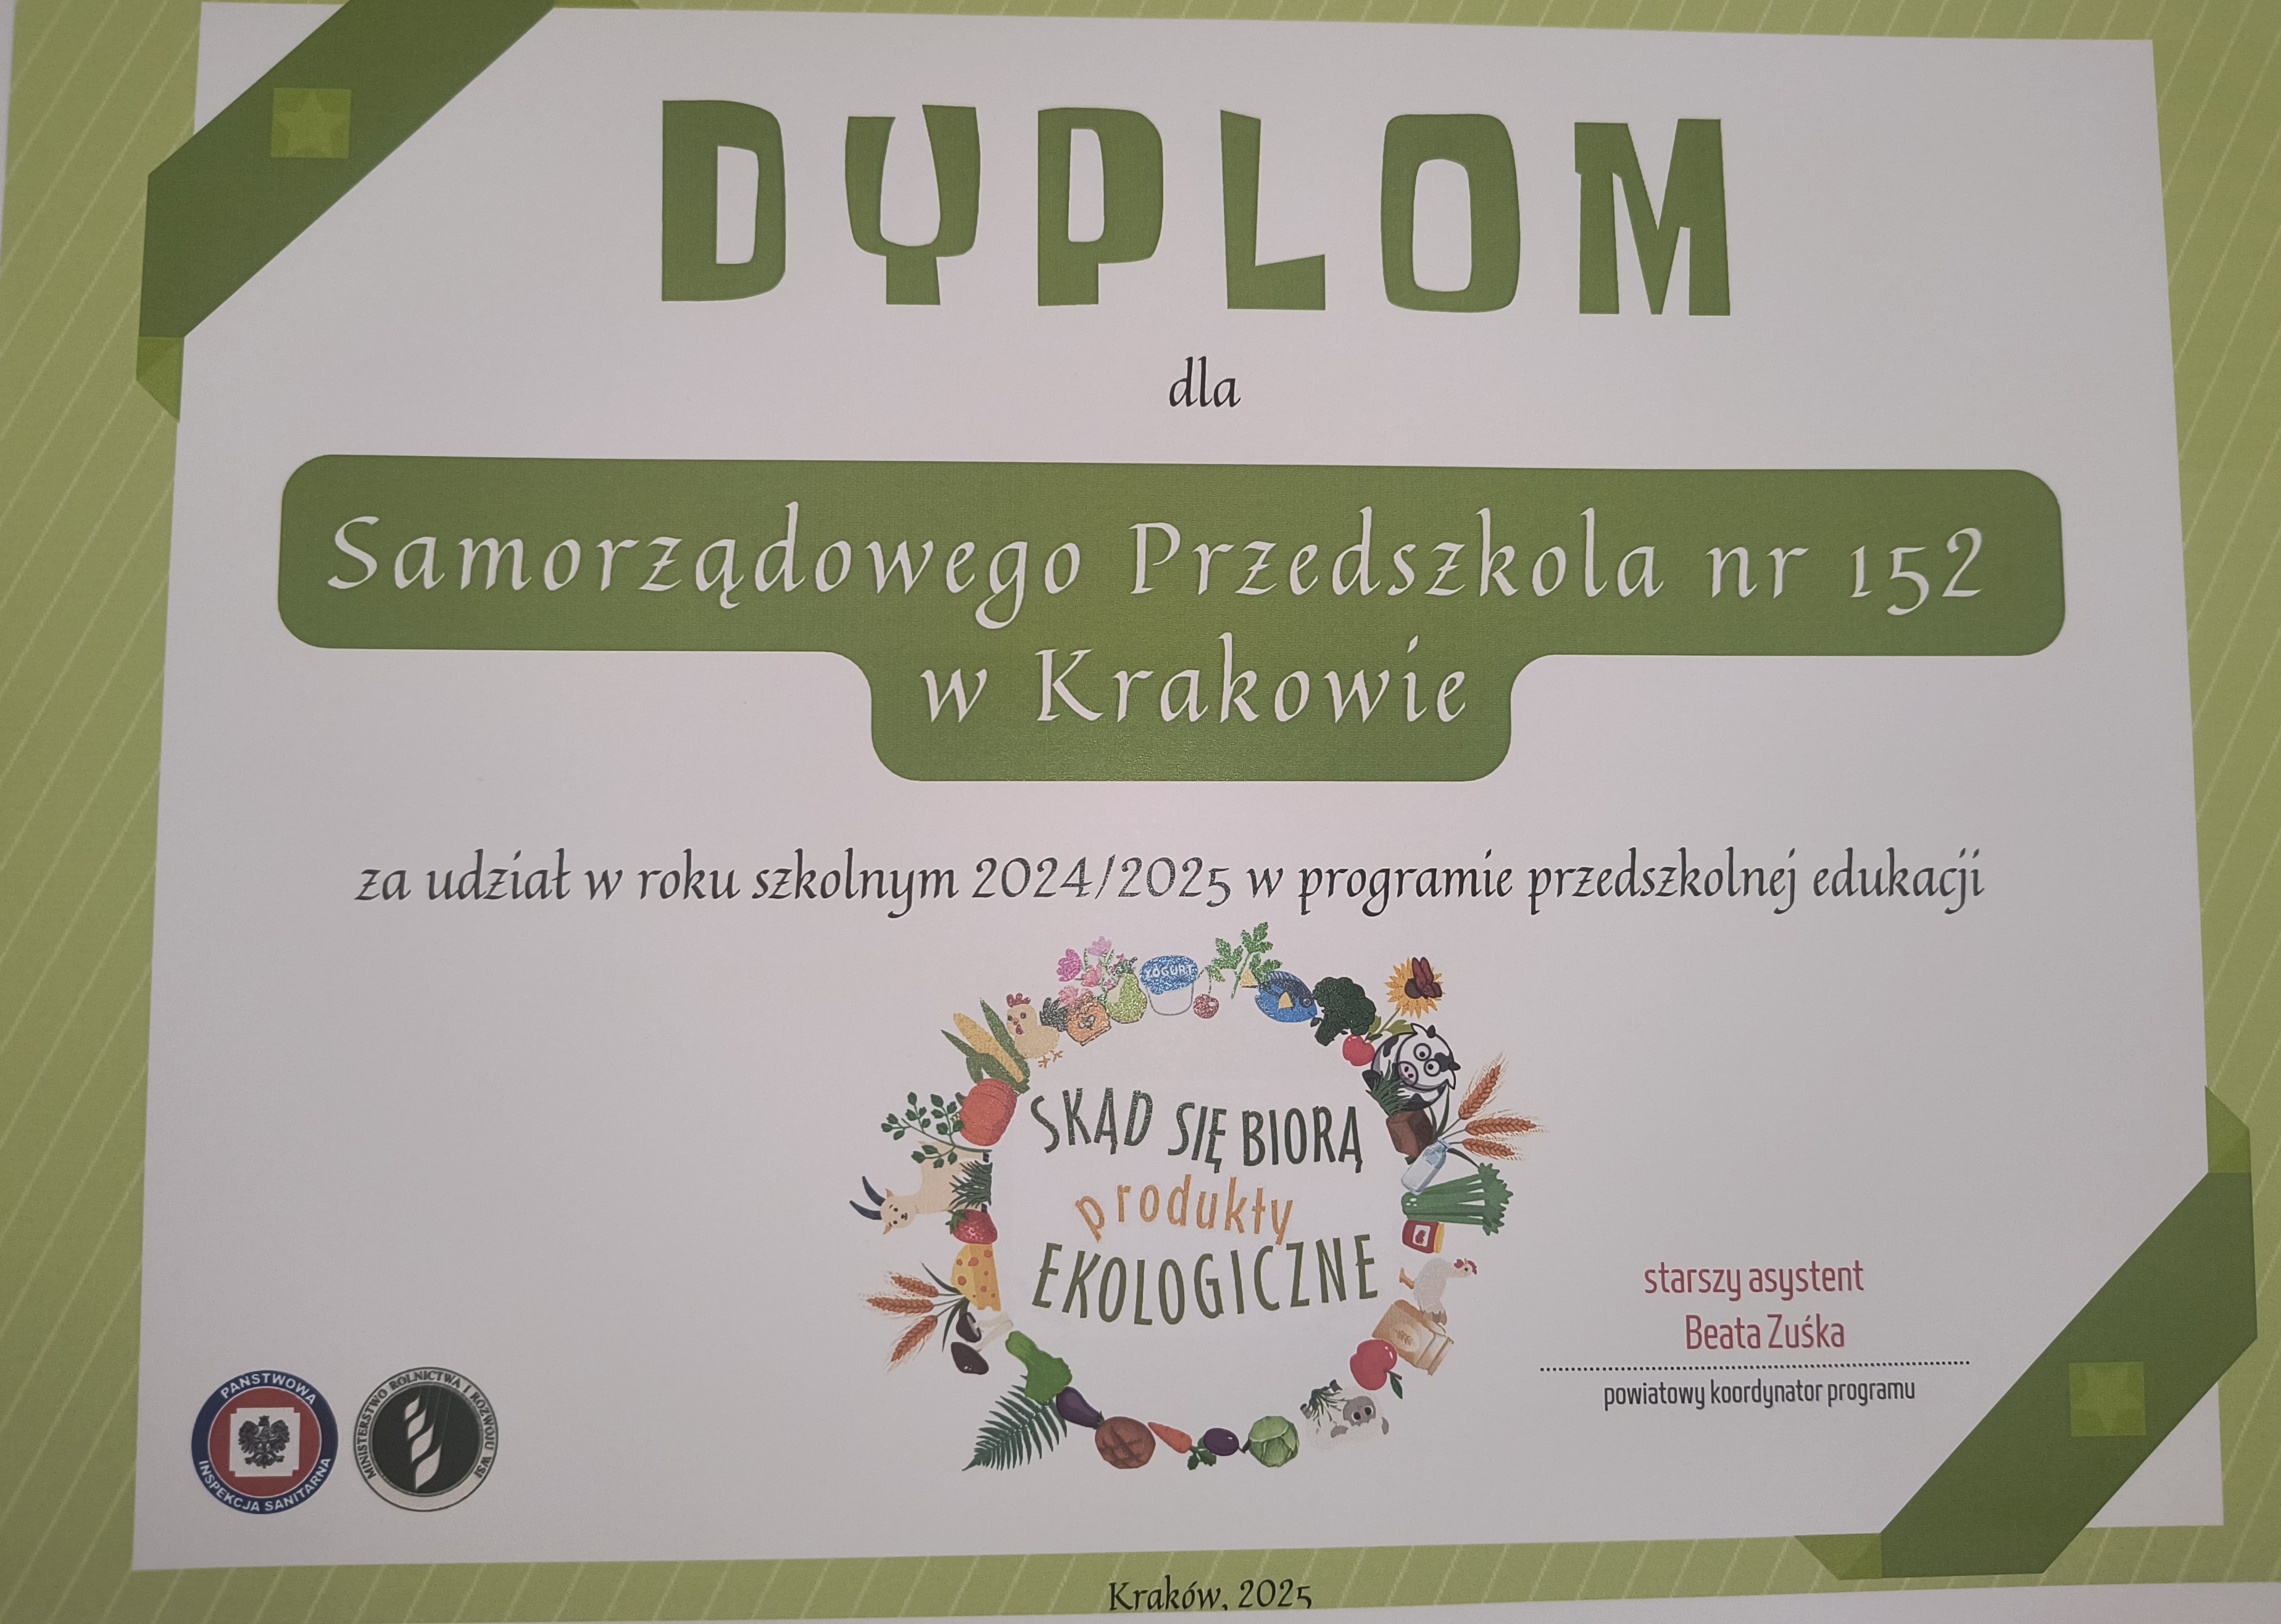 DYPLOM
dla
Samorządowego Przedszkola nr 152
w Krakowie
za udział w roku szkolnym 2024/2025 w programie przedszkolnej edukacji
YOGURT
SKĄD SIĘ BIORĄ
produkty
EKOLOGICZNE
starszy asystent
Beata Zuśka
powiatowy koordynator programu
PAŃSTWOWA
INSPEKCJA SANITARNA
MINISTERSTWO ROLNICTWA I ROZWOJU WSI
Kraków, 2025